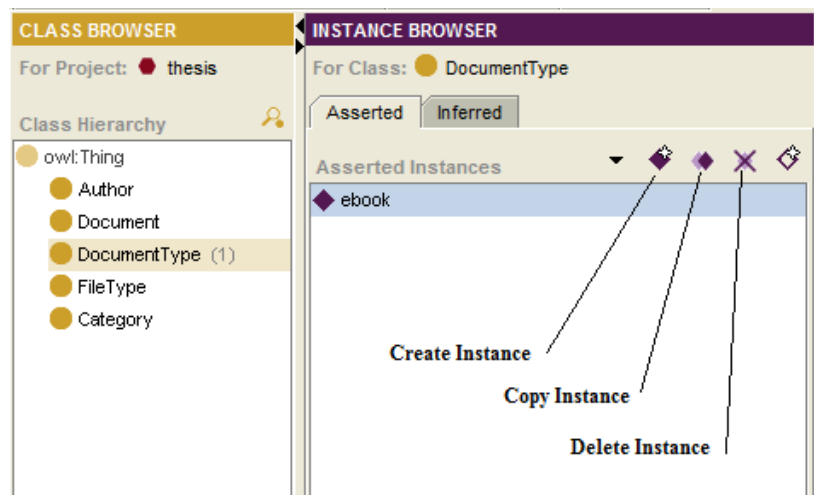 CLASS BROWSER
For Project: thesis
Class Hierarchy
owl:Thing
Author
Document
DocumentType (1)
FileType
Category
INSTANCE BROWSER
For Class: DocumentType
Asserted Inferred
Asserted Instances
ebook
Create Instance
Copy Instance
Delete Instance